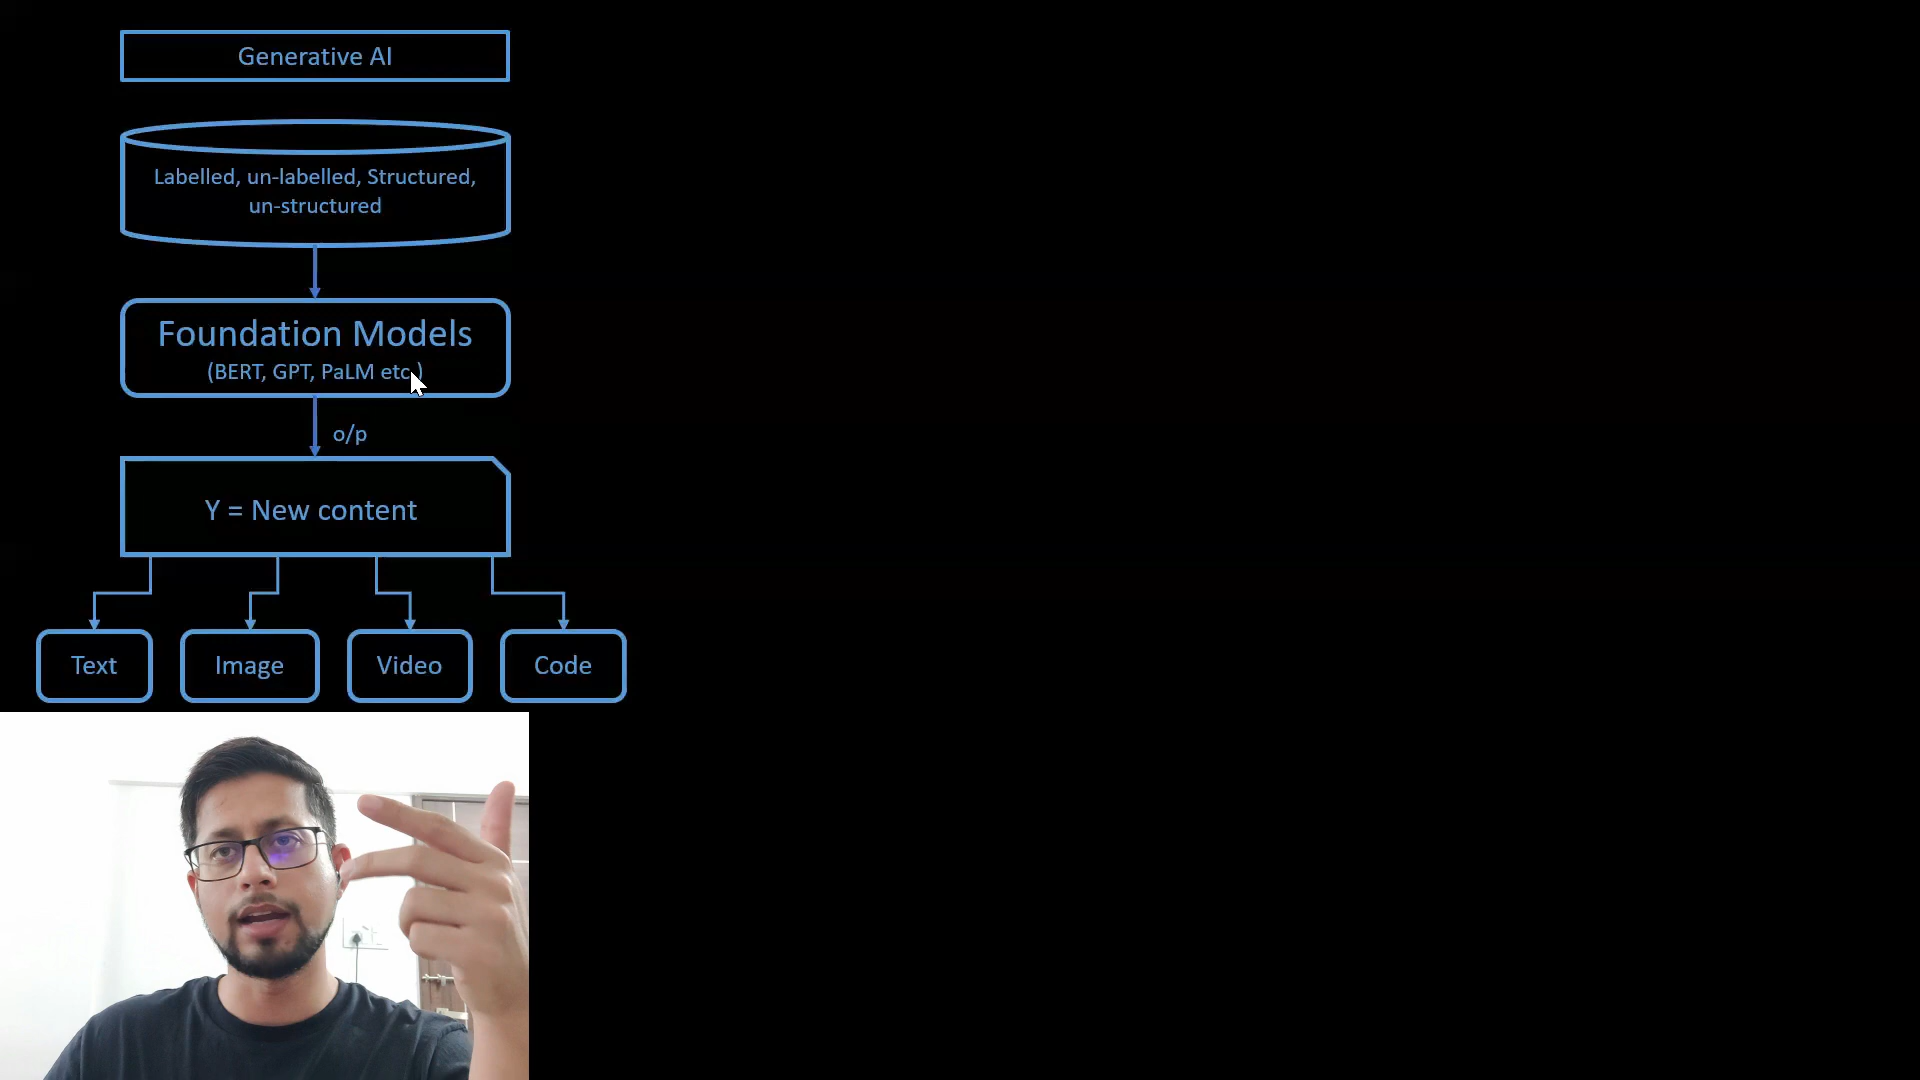 Generative AI
Labelled, un-labelled, Structured,
un-structured
Foundation Models
(BERT, GPT, PaLM etc.)
o/p
Y = New content
Text
Image
Video
Code